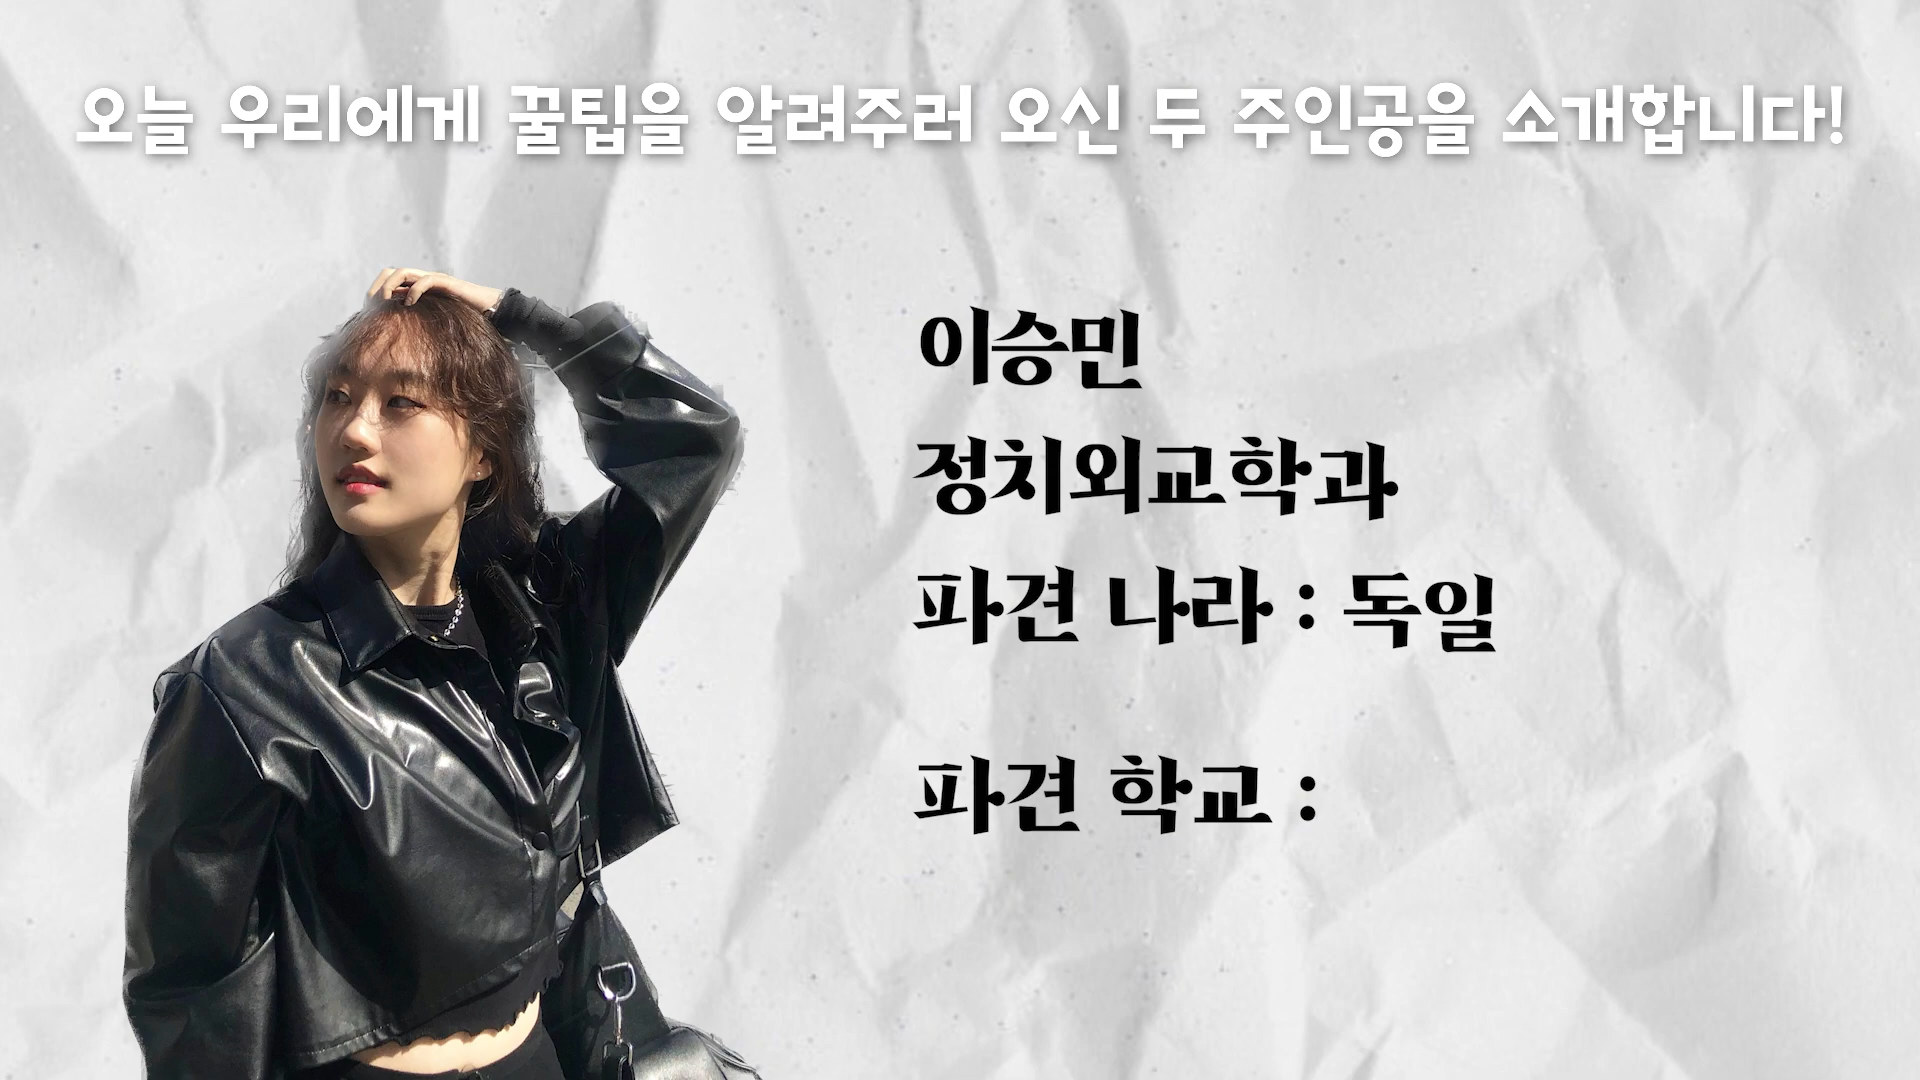 오늘 우리에게 꿀팁을 알려주러 오신 두 주인공을 소개합니다!
이승민
정치외교학과
파견 나라 : 독일
파견 학교 :